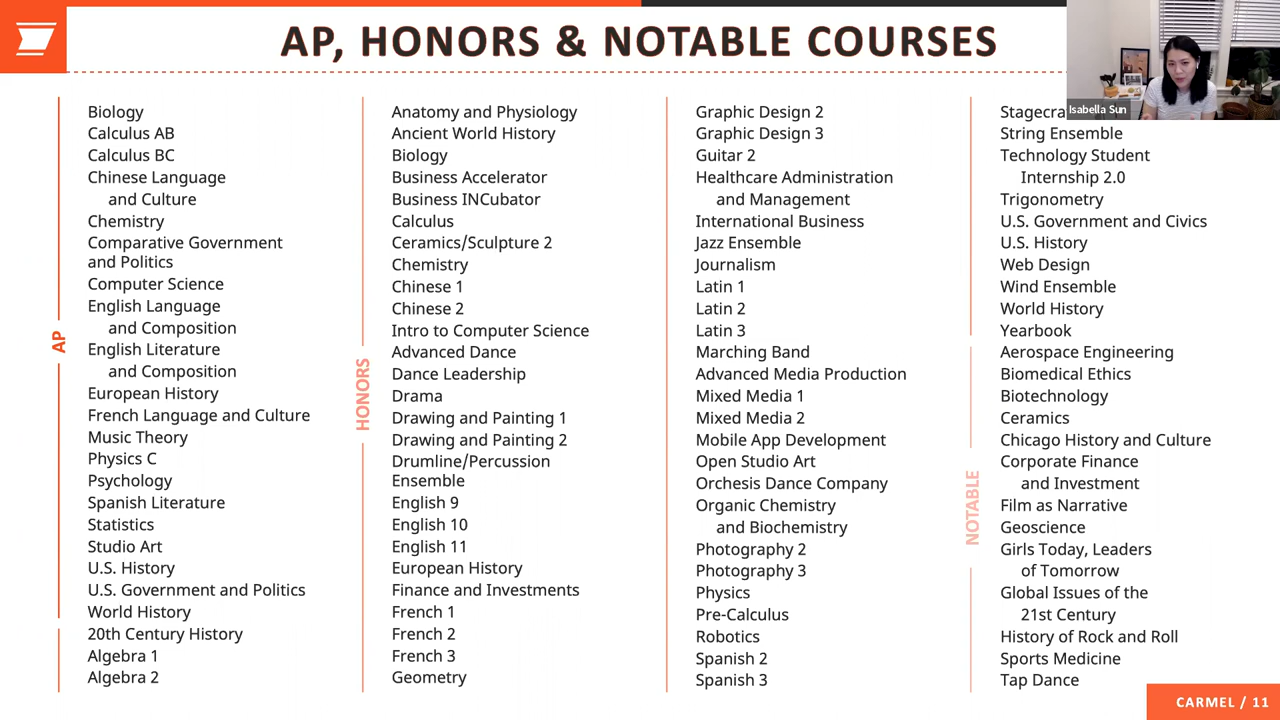 AP, HONORS & NOTABLE COURSES
Isabella Sun
AP
Biology
Calculus AB
Calculus BC
Chinese Language
and Culture
Chemistry
Comparative Government
and Politics
Computer Science
English Language
and Composition
English Literature
and Composition
European History
French Language and Culture
Music Theory
Physics C
Psychology
Spanish Literature
Statistics
Studio Art
U.S. History
U.S. Government and Politics
World History
20th Century History
Algebra 1
Algebra 2
HONORS
Anatomy and Physiology
Ancient World History
Biology
Business Accelerator
Business INCubator
Calculus
Ceramics/Sculpture 2
Chemistry
Chinese 1
Chinese 2
Intro to Computer Science
Advanced Dance
Dance Leadership
Drama
Drawing and Painting 1
Drawing and Painting 2
Drumline/Percussion
Ensemble
English 9
English 10
English 11
European History
Finance and Investments
French 1
French 2
French 3
Geometry
Graphic Design 2
Graphic Design 3
Guitar 2
Healthcare Administration
and Management
International Business
Jazz Ensemble
Journalism
Latin 1
Latin 2
Latin 3
Marching Band
Advanced Media Production
Mixed Media 1
Mixed Media 2
Mobile App Development
Open Studio Art
Orchesis Dance Company
Organic Chemistry
and Biochemistry
Photography 2
Photography 3
Physics
Pre-Calculus
Robotics
Spanish 2
Spanish 3
Stagecra
String Ensemble
Technology Student
Internship 2.0
Trigonometry
U.S. Government and Civics
U.S. History
Web Design
Wind Ensemble
World History
Yearbook
NOTABLE
Aerospace Engineering
Biomedical Ethics
Biotechnology
Ceramics
Chicago History and Culture
Corporate Finance
and Investment
Film as Narrative
Geoscience
Girls Today, Leaders
of Tomorrow
Global Issues of the
21st Century
History of Rock and Roll
Sports Medicine
Tap Dance
CARMEL / 11